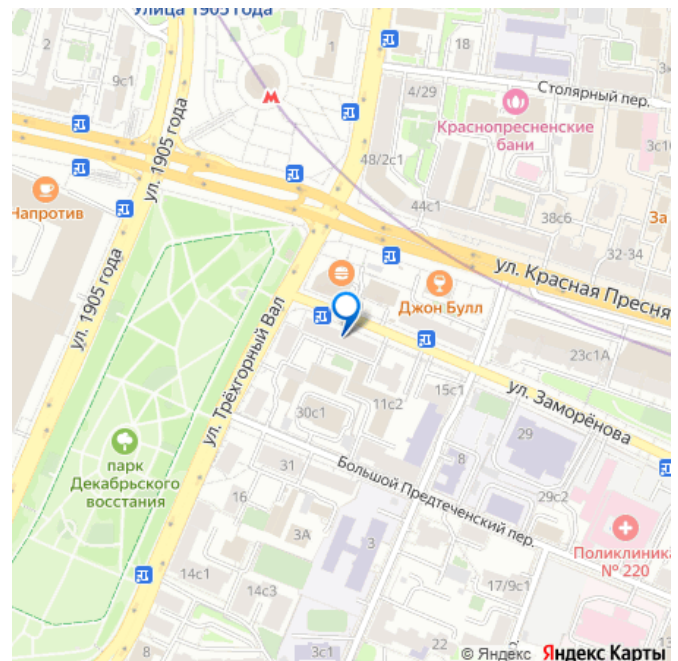 Улица 1905 года
2
1
18
3к
9с1
4/29
Столярный пер.
Краснопресненские
бани
3с1
ул. 1905 года
48/2с1
Напротив
44с1
38с6
За
32-34
ул. Красная Пресня
Джон Булл
ул. 1905 года
ул. Трёхгорный Вал
23с1А
ул. Заморёнова
15с1
11с2
30с1
29
8
парк
Декабрьского
восстания
31
Большой Предтеченский пер.
16
29с2
3А
3
Поликлиника
№ 220
14с1
14с3
17/9с1
8
3с1
22
© Яндекс Яндекс Карты